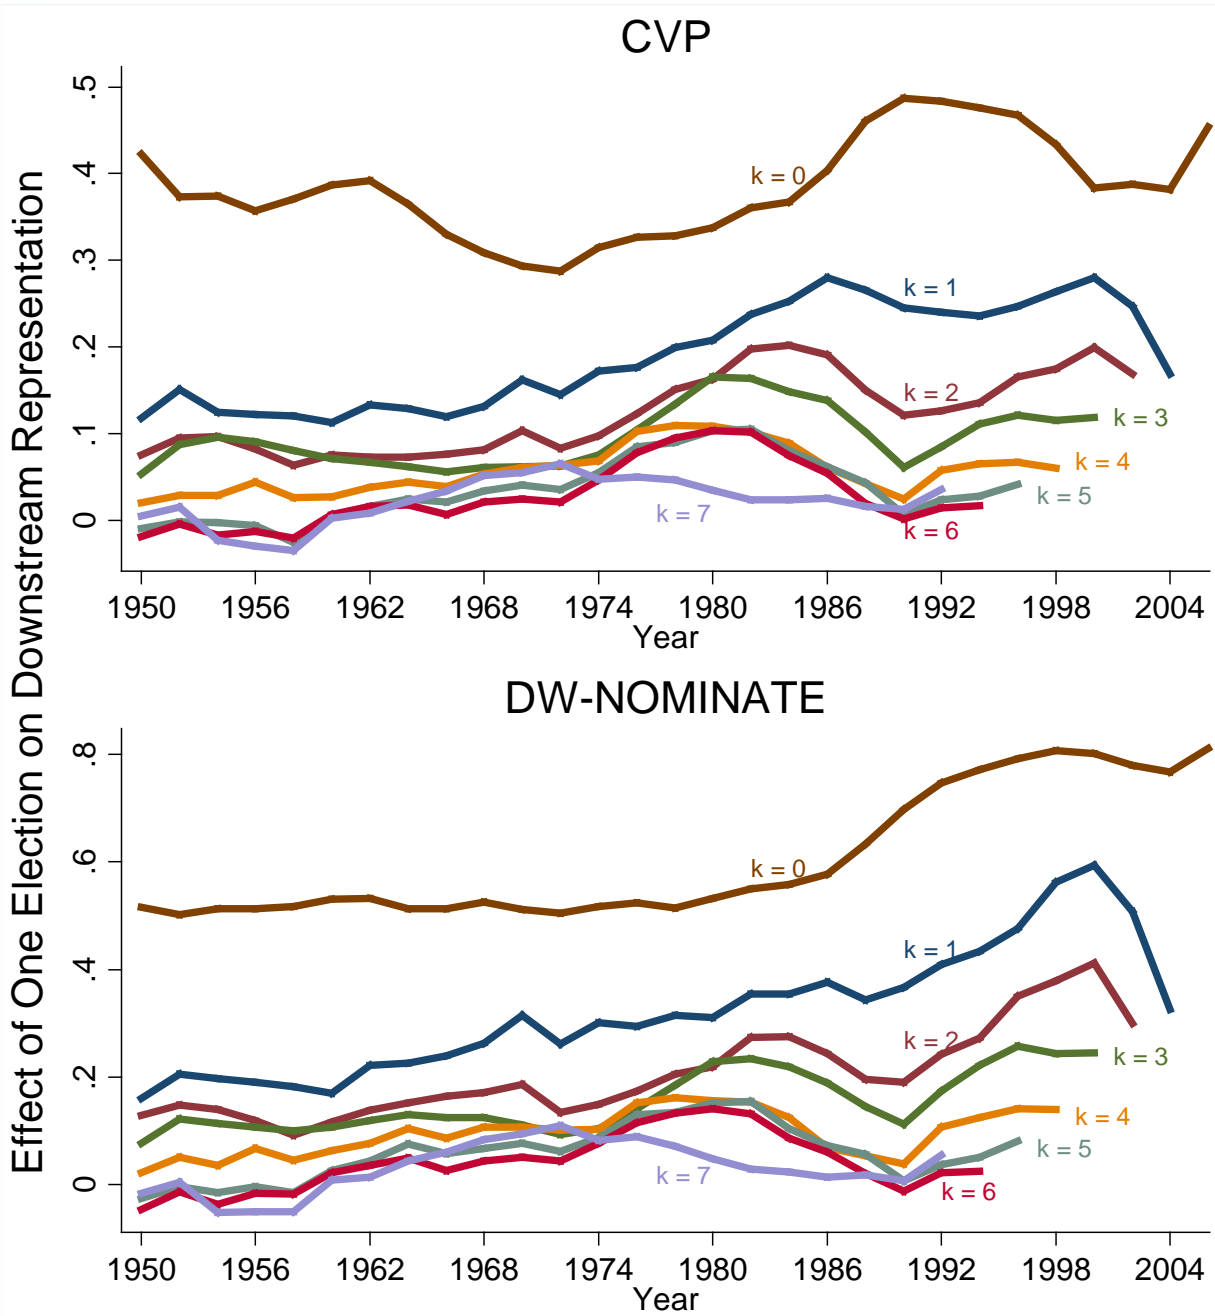 Effect of One Election on Downstream Representation
CVP
.5
.4
.3
.2
.1
0
k = 0
k = 1
k = 2
k = 3
k = 4
k = 5
k = 7
k = 6
1950 1956 1962 1968 1974 1980 1986 1992 1998 2004
Year
DW-NOMINATE
.8
.6
.4
.2
0
k = 0
k = 1
k = 2
k = 3
k = 4
k = 5
k = 7
k = 6
1950 1956 1962 1968 1974 1980 1986 1992 1998 2004
Year